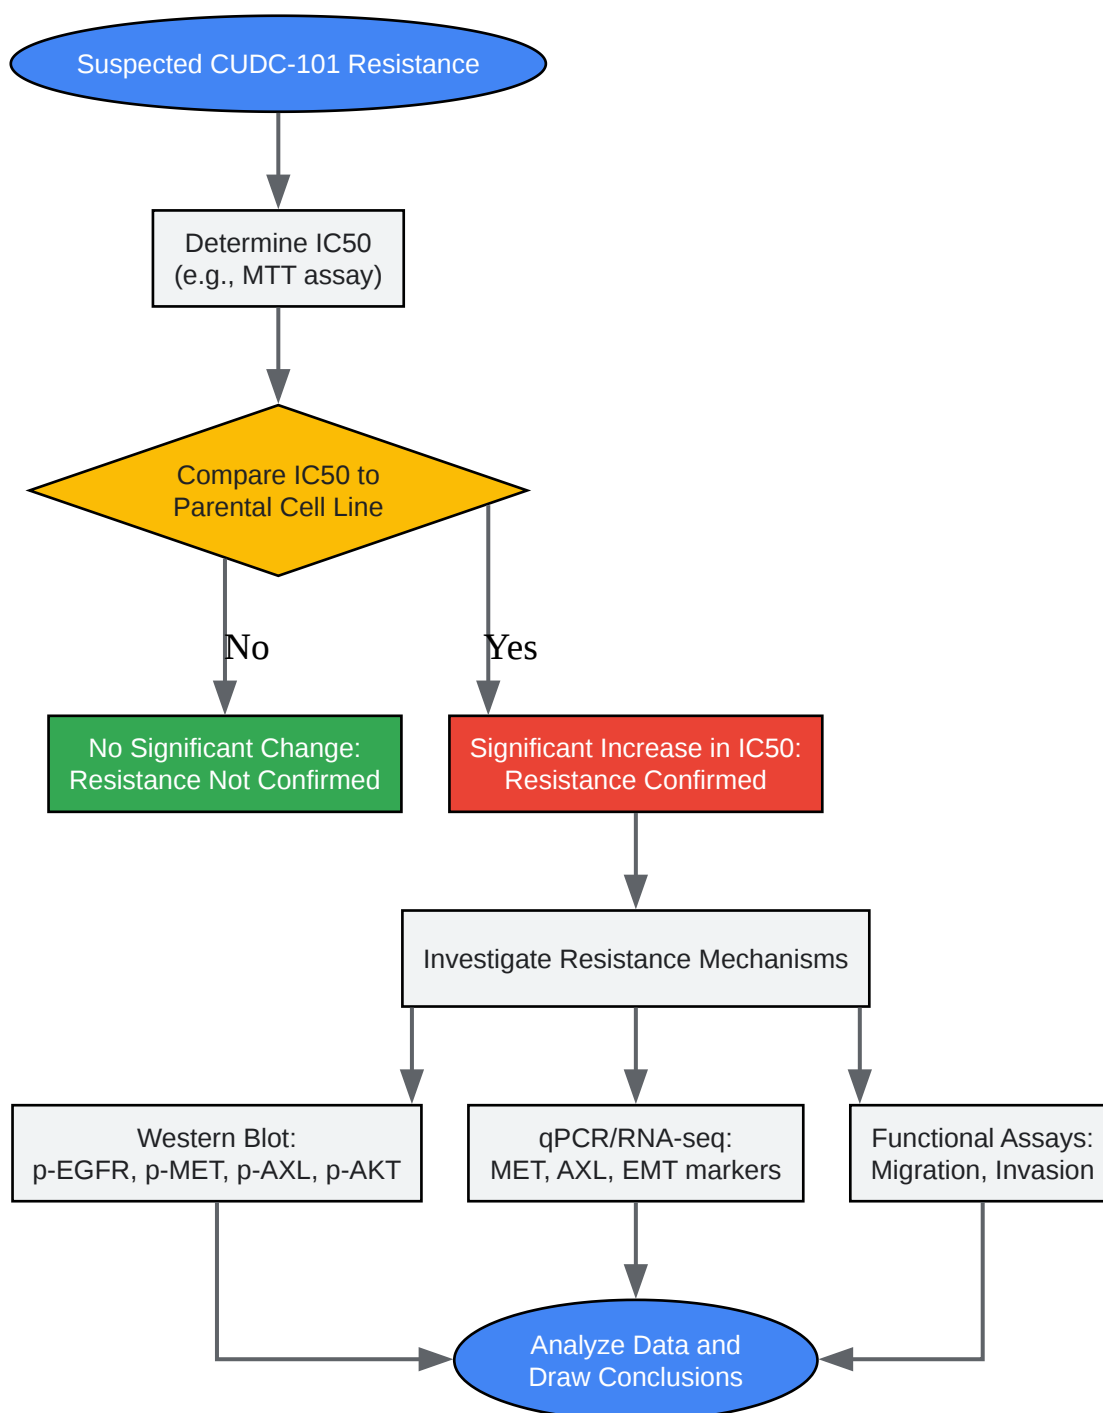 Suspected CUDC-101 Resistance
Determine IC50
(e.g., MTT assay)
Compare IC50 to
Parental Cell Line
No
Yes
No Significant Change:
Resistance Not Confirmed
Significant Increase in IC50:
Resistance Confirmed
Investigate Resistance Mechanisms
Western Blot:
p-EGFR, p-MET, p-AXL, p-AKT
qPCR/RNA-seq:
MET, AXL, EMT markers
Functional Assays:
Migration, Invasion
Analyze Data and
Draw Conclusions